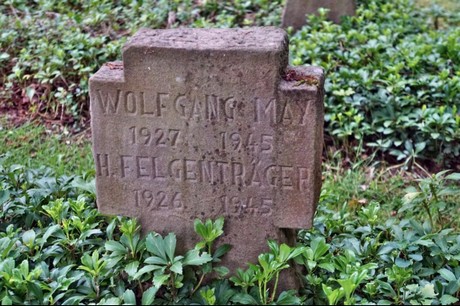 WOLFGANG MAY
1927 1945
H. FELGENTRÄGER
1926 1945